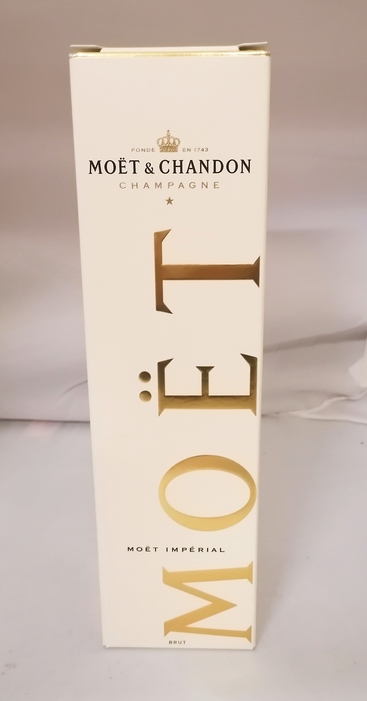 FONDÉ EN 1743
MOËT & CHANDON
CHAMPAGNE
MOËT
MOËT IMPÉRIAL
BRUT